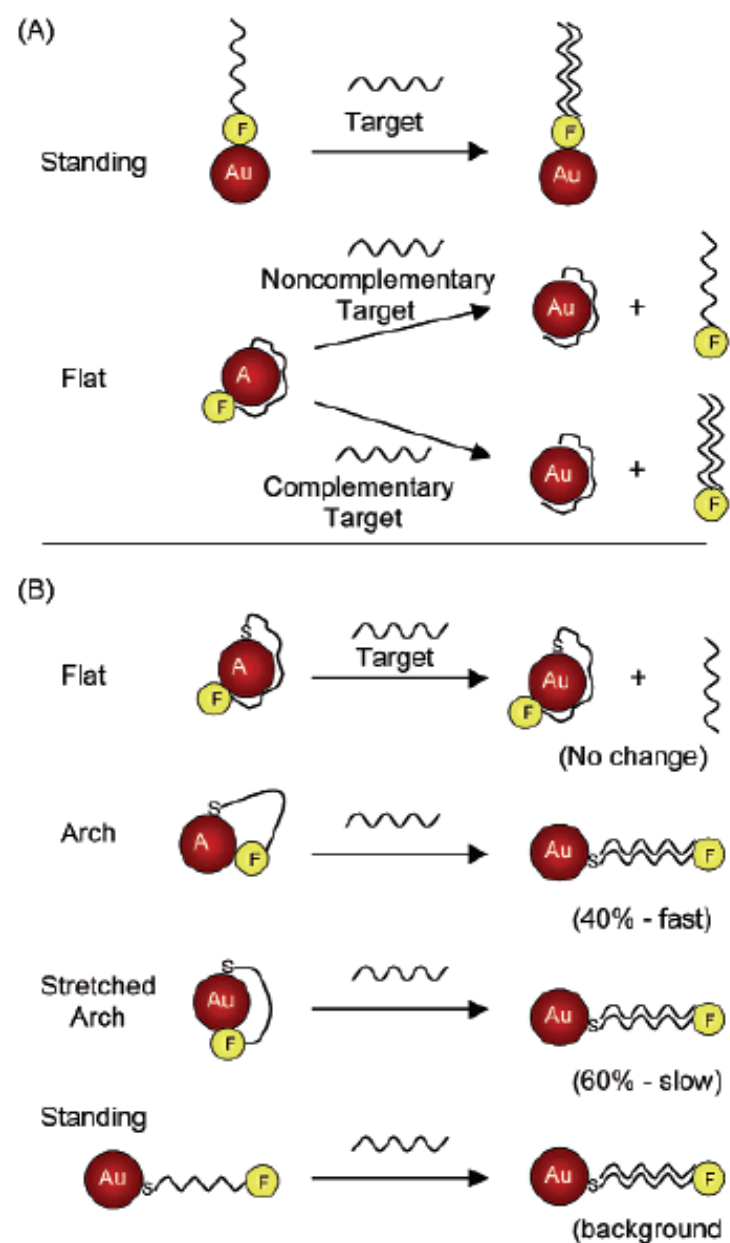 (A)
F
Au
Target
F
Au
Standing
Noncomplementary
Target
Au
+
F
Flat
A
F
Complementary
Target
Au
+
F
(B)
Flat
S
A
F
Target
S
Au
F
+
(No change)
Arch
S
A
F
Au
S
F
(40% - fast)
Stretched
Arch
S
Au
F
Au
S
F
(60% - slow)
Standing
Au
S
F
Au
S
F
(background